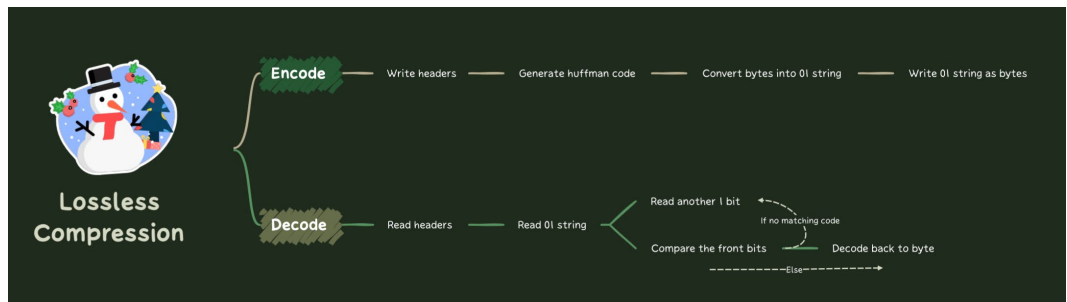 Lossless
Compression
Encode
Write headers
Generate huffman code
Convert bytes into 01 string
Write 01 string as bytes
Decode
Read headers
Read 01 string
Read another 1 bit
If no matching code
Compare the front bits
Decode back to byte
Else